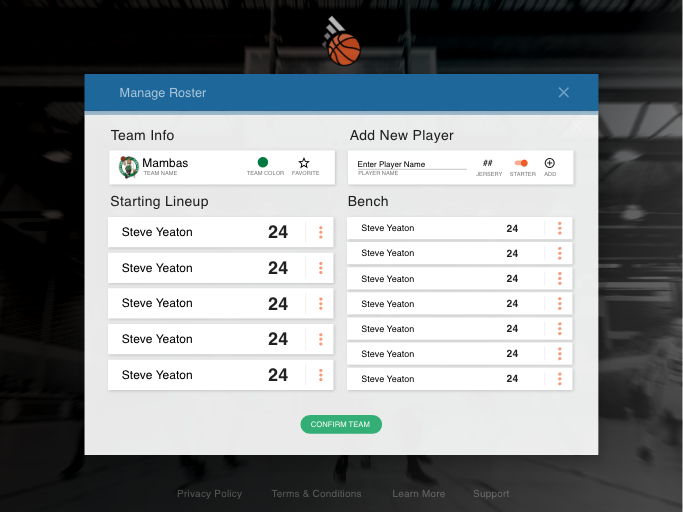 Manage Roster
Team Info
Mambas
TEAM NAME
TEAM COLOR
FAVORITE
Add New Player
Enter Player Name
PLAYER NAME
##
JERSERY
STARTER
ADD
Starting Lineup
Steve Yeaton 24
Steve Yeaton 24
Steve Yeaton 24
Steve Yeaton 24
Steve Yeaton 24
Bench
Steve Yeaton 24
Steve Yeaton 24
Steve Yeaton 24
Steve Yeaton 24
Steve Yeaton 24
Steve Yeaton 24
Steve Yeaton 24
CONFIRM TEAM
Privacy Policy Terms & Conditions Learn More Support